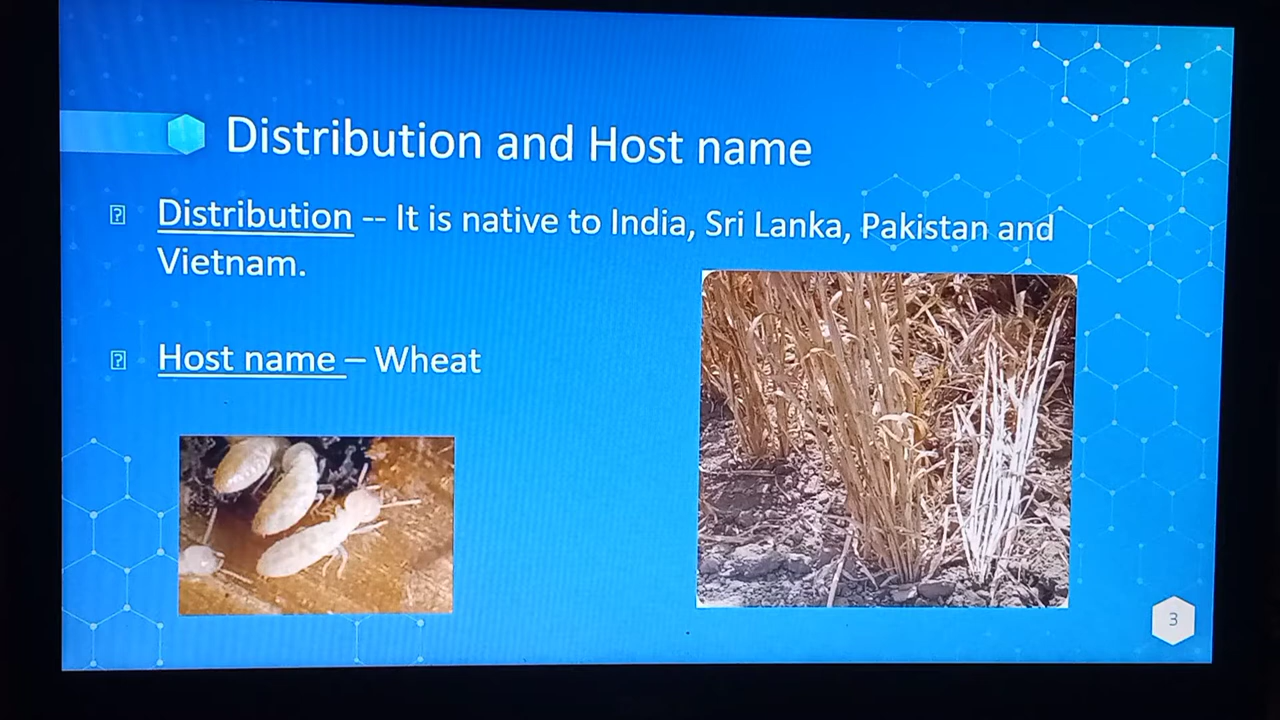 Distribution and Host name
Distribution -- It is native to India, Sri Lanka, Pakistan and
Vietnam.
Host name – Wheat
3